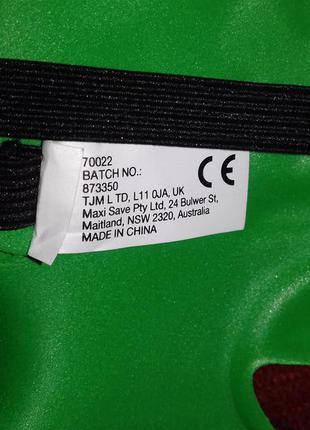 70022
BATCH NO.:
873350
TJM L TD, L11 0JA, UK
Maxi Save Pty Ltd, 24 Bulwer St,
Maitland, NSW 2320, Australia
MADE IN CHINA
CE